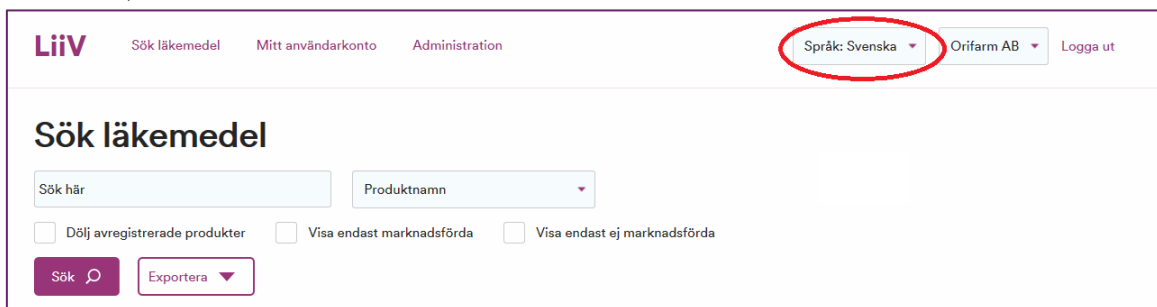 LiiV Sök läkemedel Mitt användarkonto Administration Språk: Svenska Orifarm AB Logga ut
Sök läkemedel
Sök här Produktnamn
Dölj avregistrerade produkter Visa endast marknadsförda Visa endast ej marknadsförda
Sök Exportera